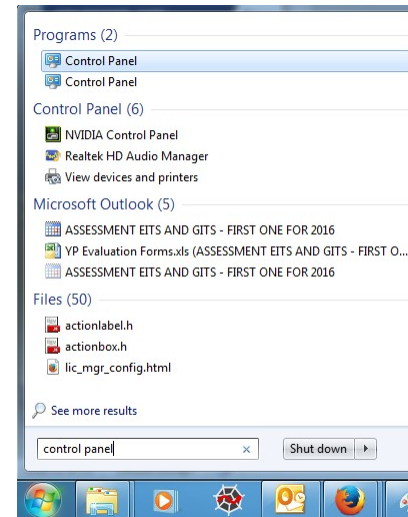 Programs (2)
Control Panel
Control Panel
Control Panel (6)
NVIDIA Control Panel
Realtek HD Audio Manager
View devices and printers
Microsoft Outlook (5)
ASSESSMENT EITS AND GITS - FIRST ONE FOR 2016
YP Evaluation Forms.xls (ASSESSMENT EITS AND GITS - FIRST O...
ASSESSMENT EITS AND GITS - FIRST ONE FOR 2016
Files (50)
actionlabel.h
actionbox.h
lic_mgr_config.html
See more results
control panel
Shut down